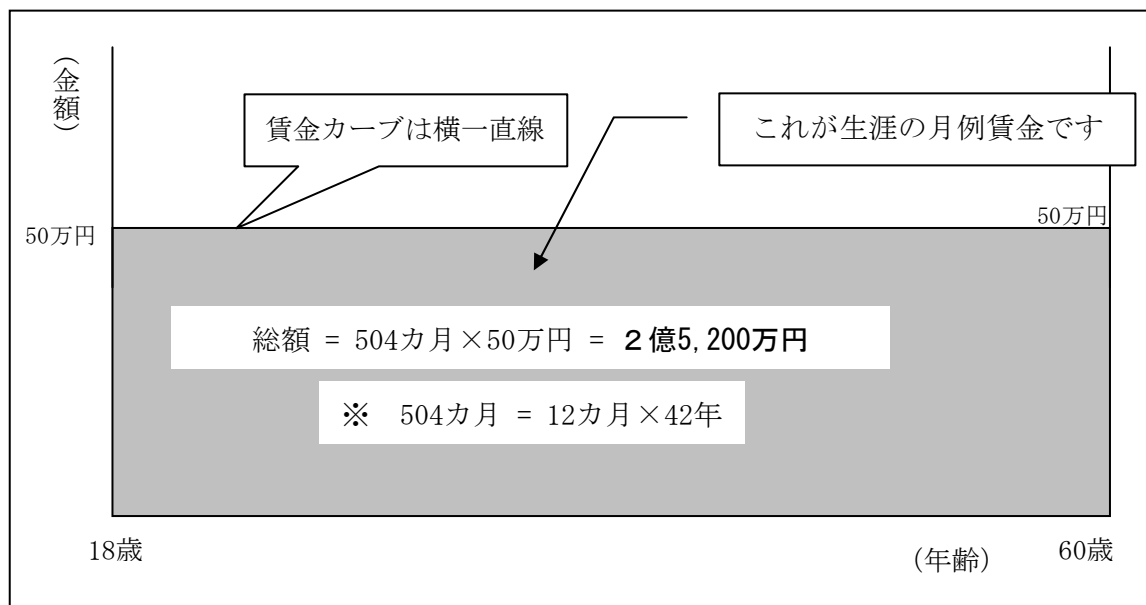 (金額)
賃金カーブは横一直線
これが生涯の月例賃金です
50万円
50万円
総額 = 504カ月×50万円 = 2億5,200万円
※ 504カ月 = 12カ月×42年
18歳
(年齢)
60歳